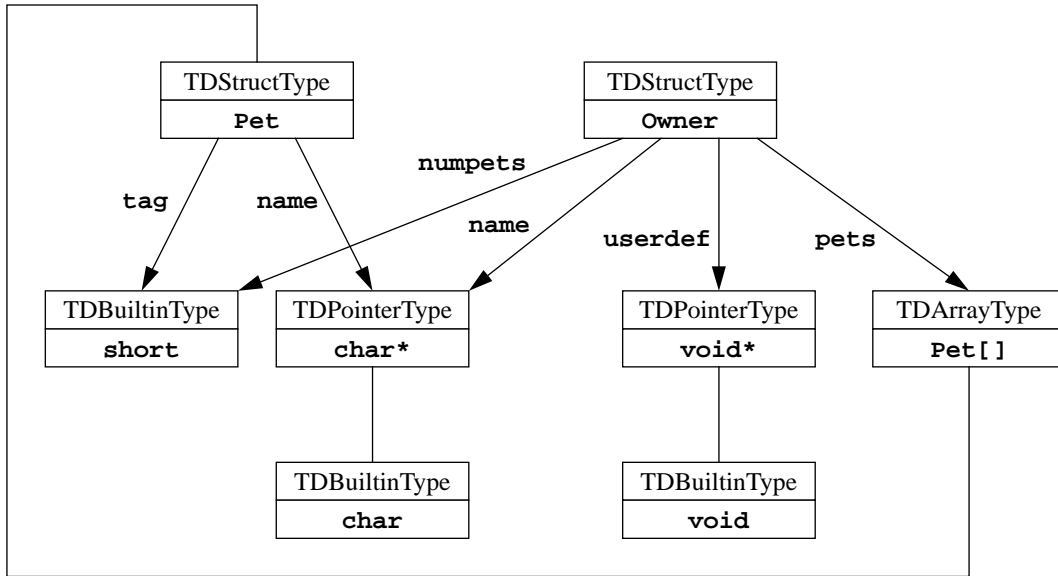 TDStructType
Pet
TDStructType
Owner
numpets
tag
name
name
userdef
pets
TDBuiltinType
short
TDPointerType
char*
TDPointerType
void*
TDArrayType
Pet[]
TDBuiltinType
char
TDBuiltinType
void